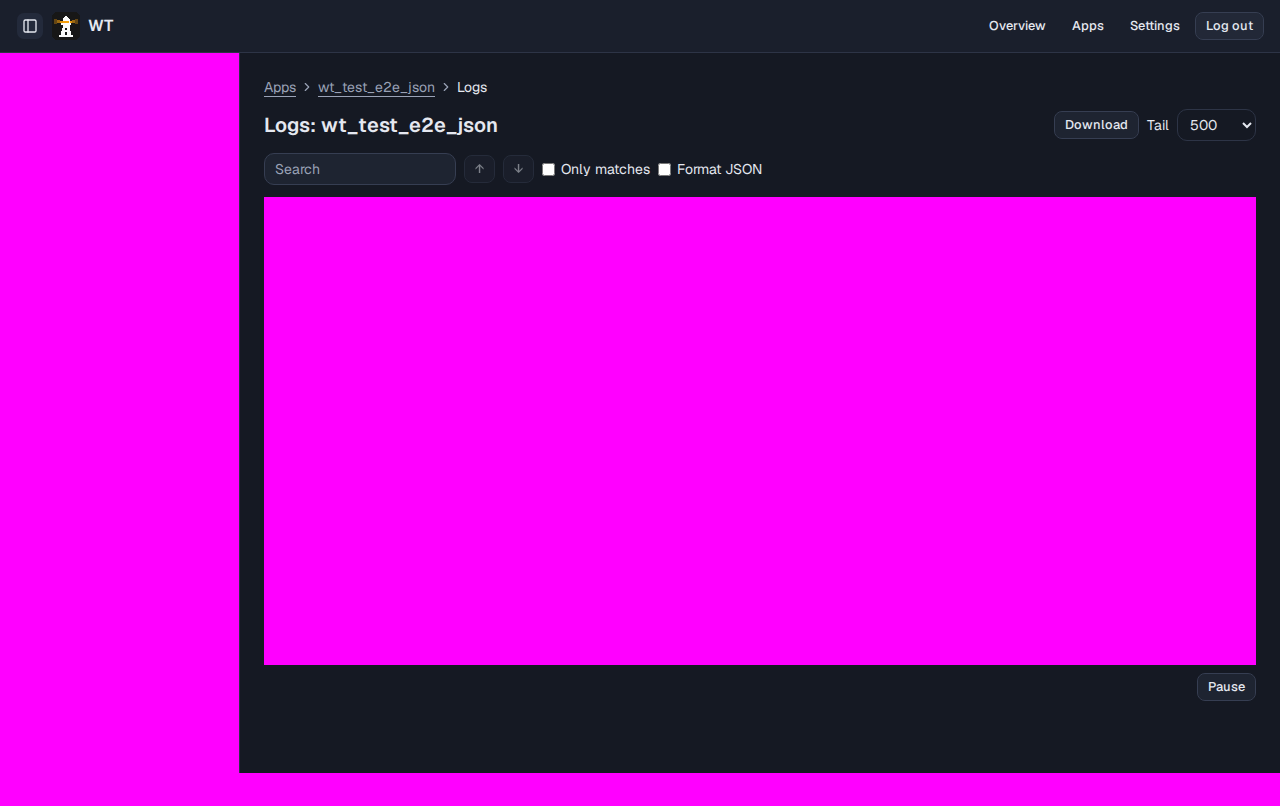 WT Overview Apps Settings Log out
Apps > wt_test_e2e_json > Logs
Logs: wt_test_e2e_json Download Tail 500
Search ↑ ↓ Only matches Format JSON
Pause